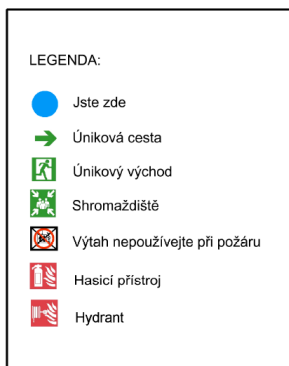 LEGENDA:
Jste zde
Úniková cesta
Únikový východ
Shromaždiště
Výtah nepoužívejte při požáru
Hasicí přístroj
Hydrant